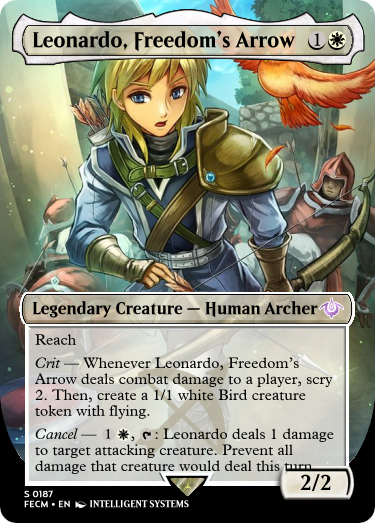 Leonardo, Freedom's Arrow 1
Legendary Creature — Human Archer
Reach
Crit — Whenever Leonardo, Freedom's
Arrow deals combat damage to a player, scry
2. Then, create a 1/1 white Bird creature
token with flying.
Cancel — 1 , : Leonardo deals 1 damage
to target attacking creature. Prevent all
damage that creature would deal this turn.
2/2
S 0187
FECM • EN INTELLIGENT SYSTEMS